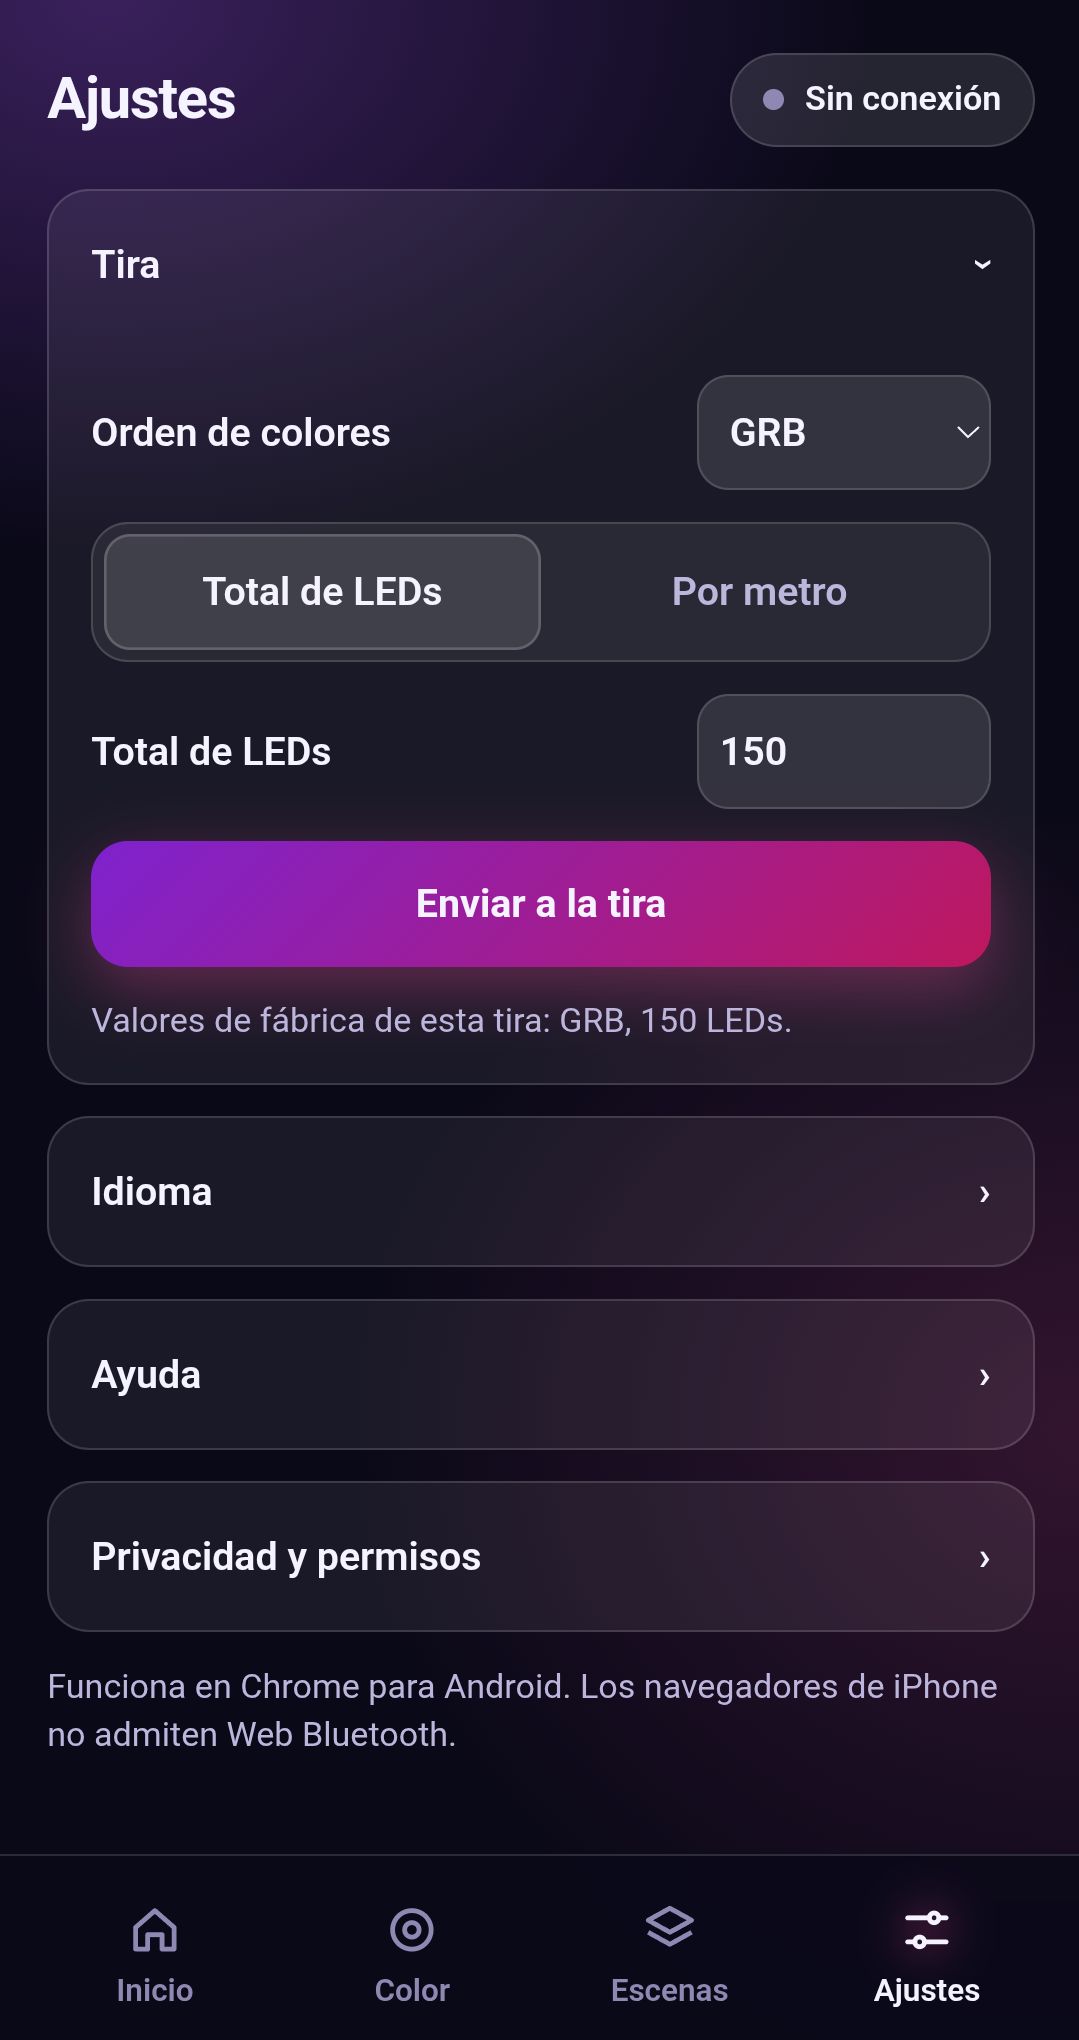 Ajustes
Sin conexión
Tira
Orden de colores
GRB
Total de LEDs
Por metro
Total de LEDs
150
Enviar a la tira
Valores de fábrica de esta tira: GRB, 150 LEDs.
Idioma
Ayuda
Privacidad y permisos
Funciona en Chrome para Android. Los navegadores de iPhone
no admiten Web Bluetooth.
Inicio
Color
Escenas
Ajustes